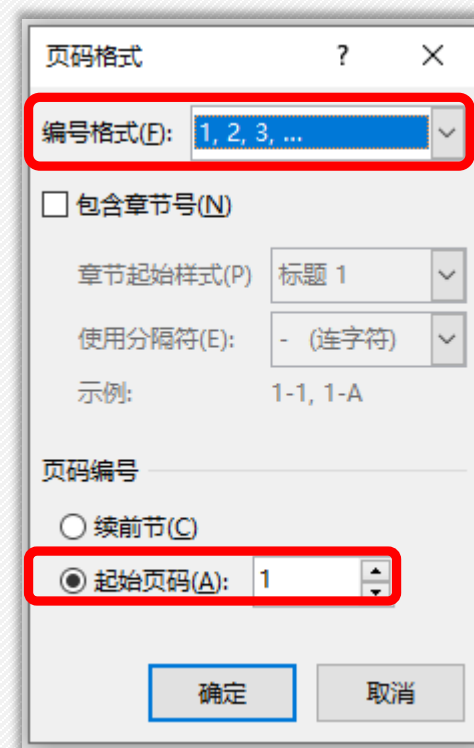 页码格式 ?
编号格式(F): 1, 2, 3, ...
包含章节号(N)
章节起始样式(P) 标题 1
使用分隔符(E): - (连字符)
示例: 1-1, 1-A
页码编号
续前节(C)
起始页码(A): 1
确定 取消